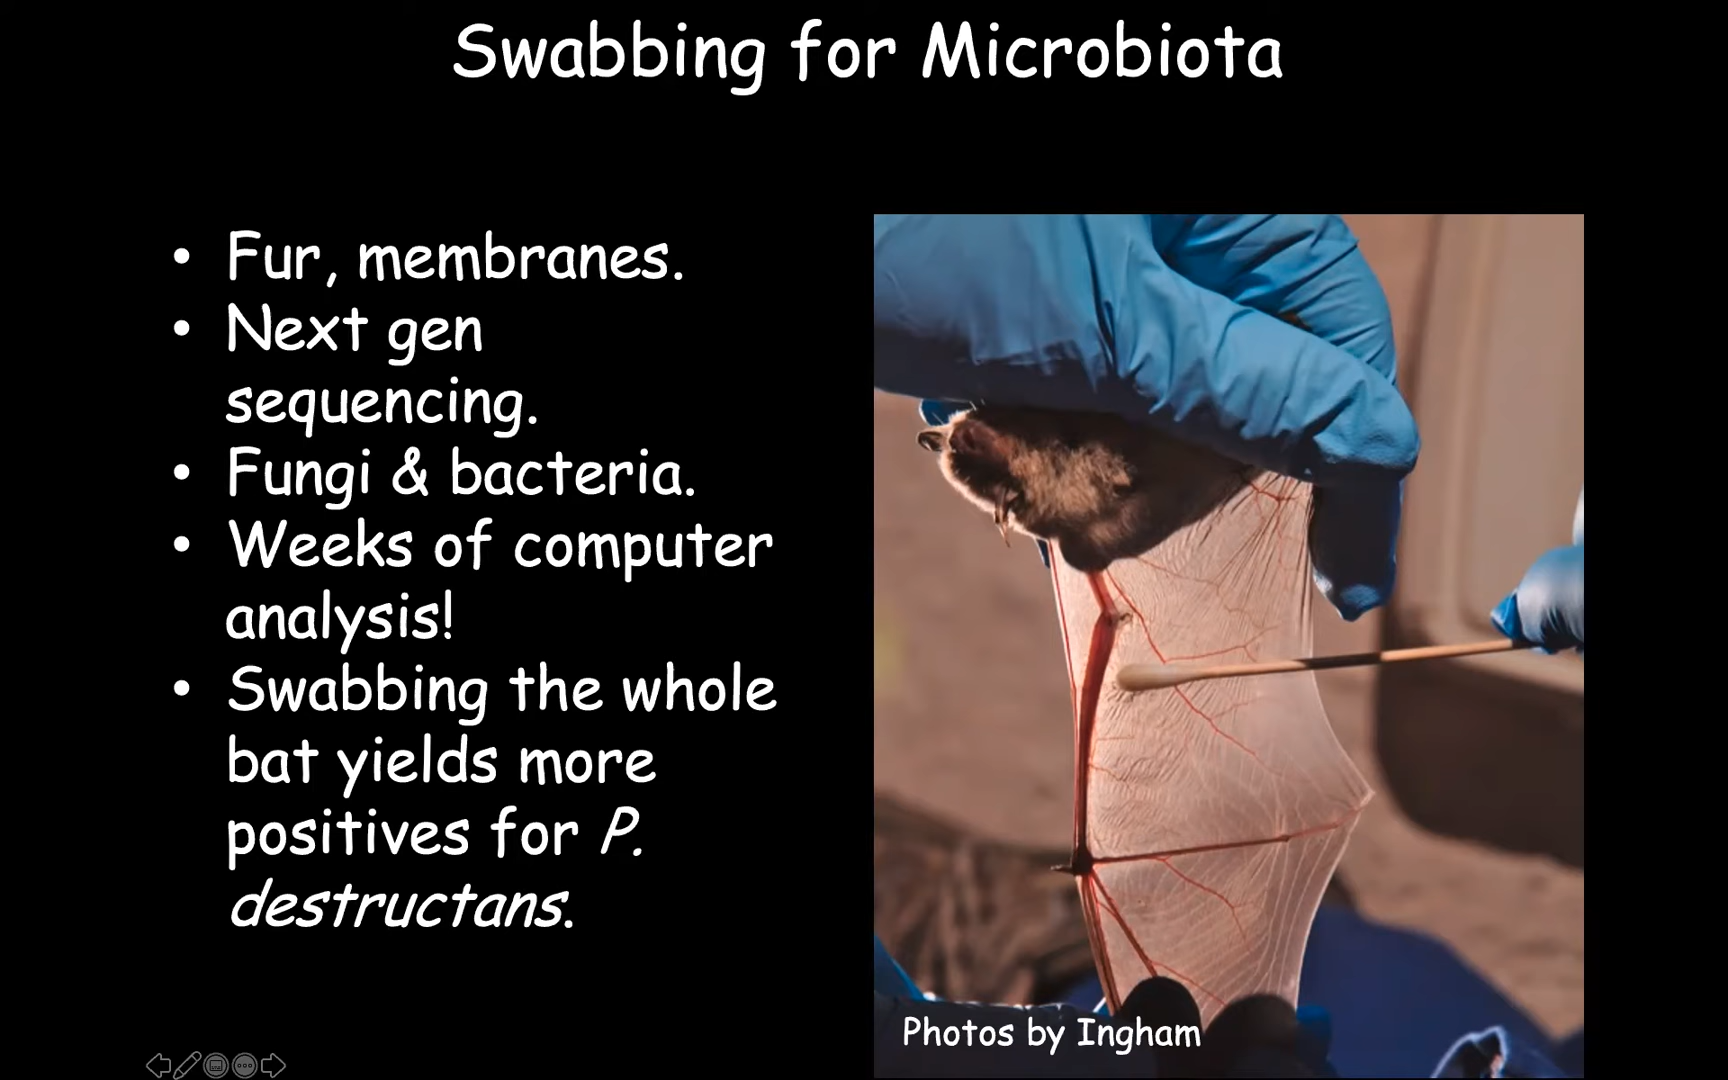 Swabbing for Microbiota
• Fur, membranes.
• Next gen
sequencing.
• Fungi & bacteria.
• Weeks of computer
analysis!
• Swabbing the whole
bat yields more
positives for P.
destructans.
Photos by Ingham